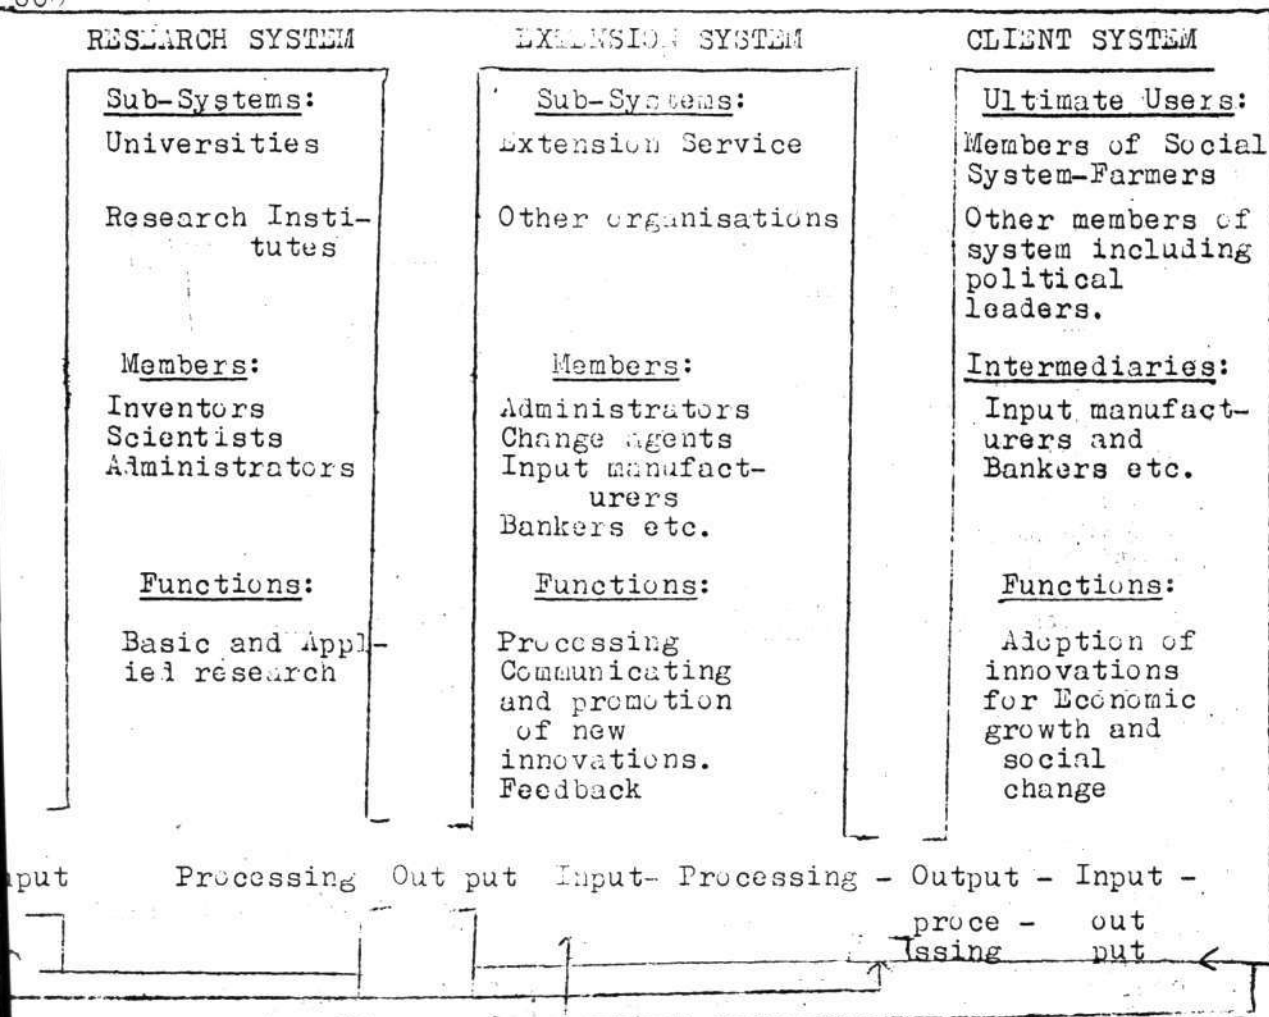 RESEARCH SYSTEM
EXTENSION SYSTEM
CLIENT SYSTEM
Sub-Systems:
Universities
Research Insti-
tutes
Members:
Inventors
Scientists
Administrators
Functions:
Basic and Appl-
ied research
Sub-Systems:
Extension Service
Other organisations
Members:
Administrators
Change agents
Input manufact-
urers
Bankers etc.
Functions:
Processing
Communicating
and promotion
of new
innovations.
Feedback
Ultimate Users:
Members of Social
System-Farmers
Other members of
system including
political
leaders.
Intermediaries:
Input manufact-
urers and
Bankers etc.
Functions:
Adoption of
innovations
for Economic
growth and
social
change
put Processing Out put Input- Processing - Output - Input -
proce - out
ssing put